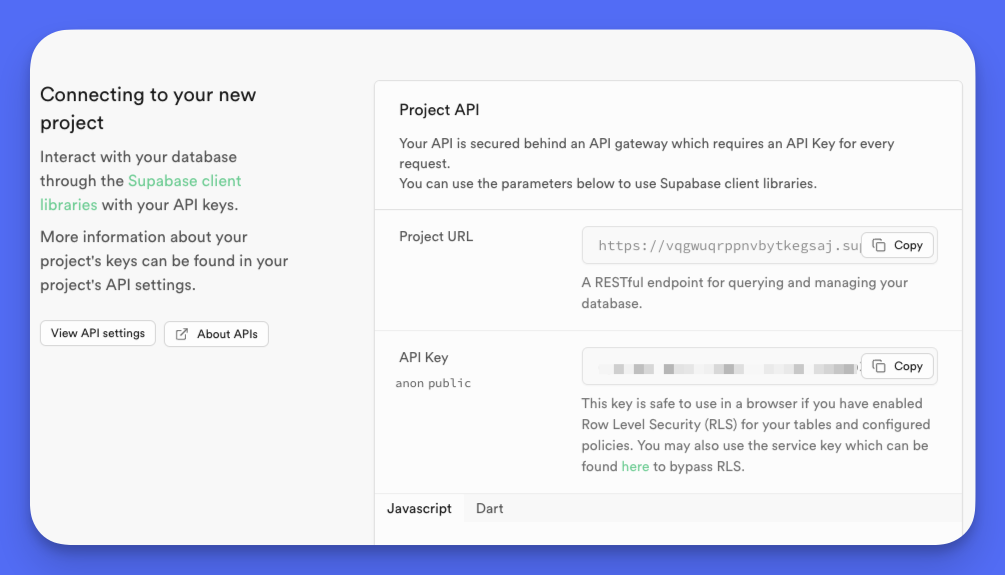 Connecting to your new
project
Interact with your database
through the Supabase client
libraries with your API keys.
More information about your
project's keys can be found in your
project's API settings.
View API settings
About APIs
Project API
Your API is secured behind an API gateway which requires an API Key for every
request.
You can use the parameters below to use Supabase client libraries.
Project URL
https://vqgwuqrppnvbytkegsaj.su
Copy
A RESTful endpoint for querying and managing your
database.
API Key
anon public
Copy
This key is safe to use in a browser if you have enabled
Row Level Security (RLS) for your tables and configured
policies. You may also use the service key which can be
found here to bypass RLS.
Javascript
Dart